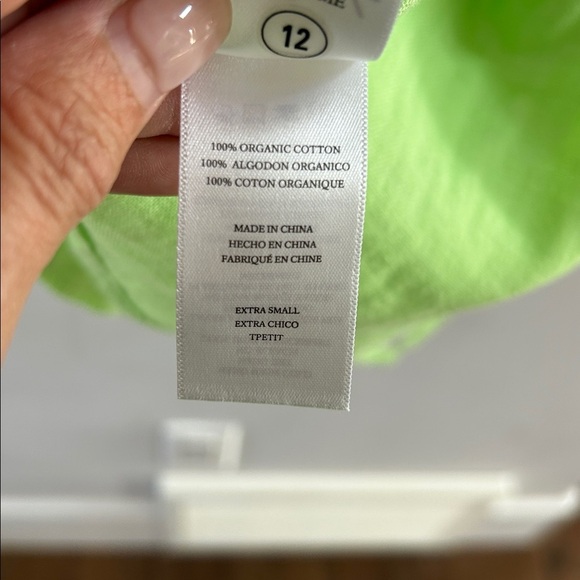 12
100% ORGANIC COTTON
100% ALGODON ORGANICO
100% COTON ORGANIQUE
MADE IN CHINA
HECHO EN CHINA
FABRIQUÉ EN CHINE
EXTRA SMALL
EXTRA CHICO
TPETIT